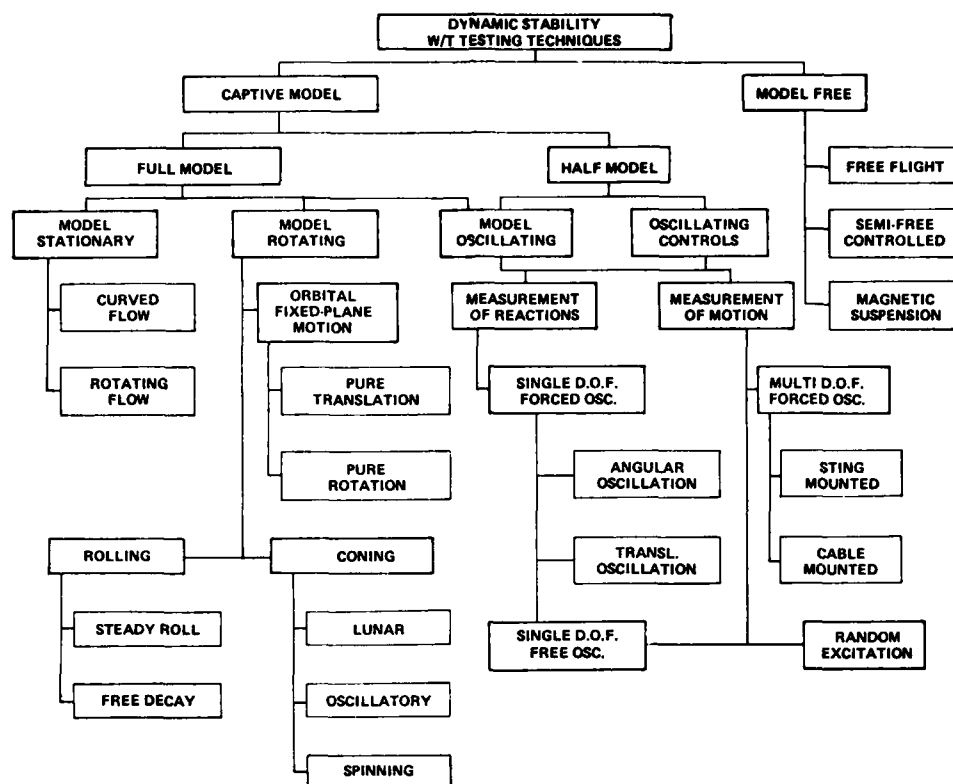 DYNAMIC STABILITY
W/T TESTING TECHNIQUES
CAPTIVE MODEL
MODEL FREE
FULL MODEL
HALF MODEL
FREE FLIGHT
MODEL
STATIONARY
MODEL
ROTATING
MODEL
OSCILLATING
OSCILLATING
CONTROLS
SEMI-FREE
CONTROLLED
CURVED
FLOW
ORBITAL
FIXED-PLANE
MOTION
MEASUREMENT
OF REACTIONS
MEASUREMENT
OF MOTION
MAGNETIC
SUSPENSION
ROTATING
FLOW
PURE
TRANSLATION
SINGLE D.O.F.
FORCED OSC.
MULTI D.O.F.
FORCED OSC.
PURE
ROTATION
ANGULAR
OSCILLATION
STING
MOUNTED
ROLLING
CONING
TRANSL.
OSCILLATION
CABLE
MOUNTED
STEADY ROLL
LUNAR
SINGLE D.O.F.
FREE OSC.
RANDOM
EXCITATION
FREE DECAY
OSCILLATORY
SPINNING